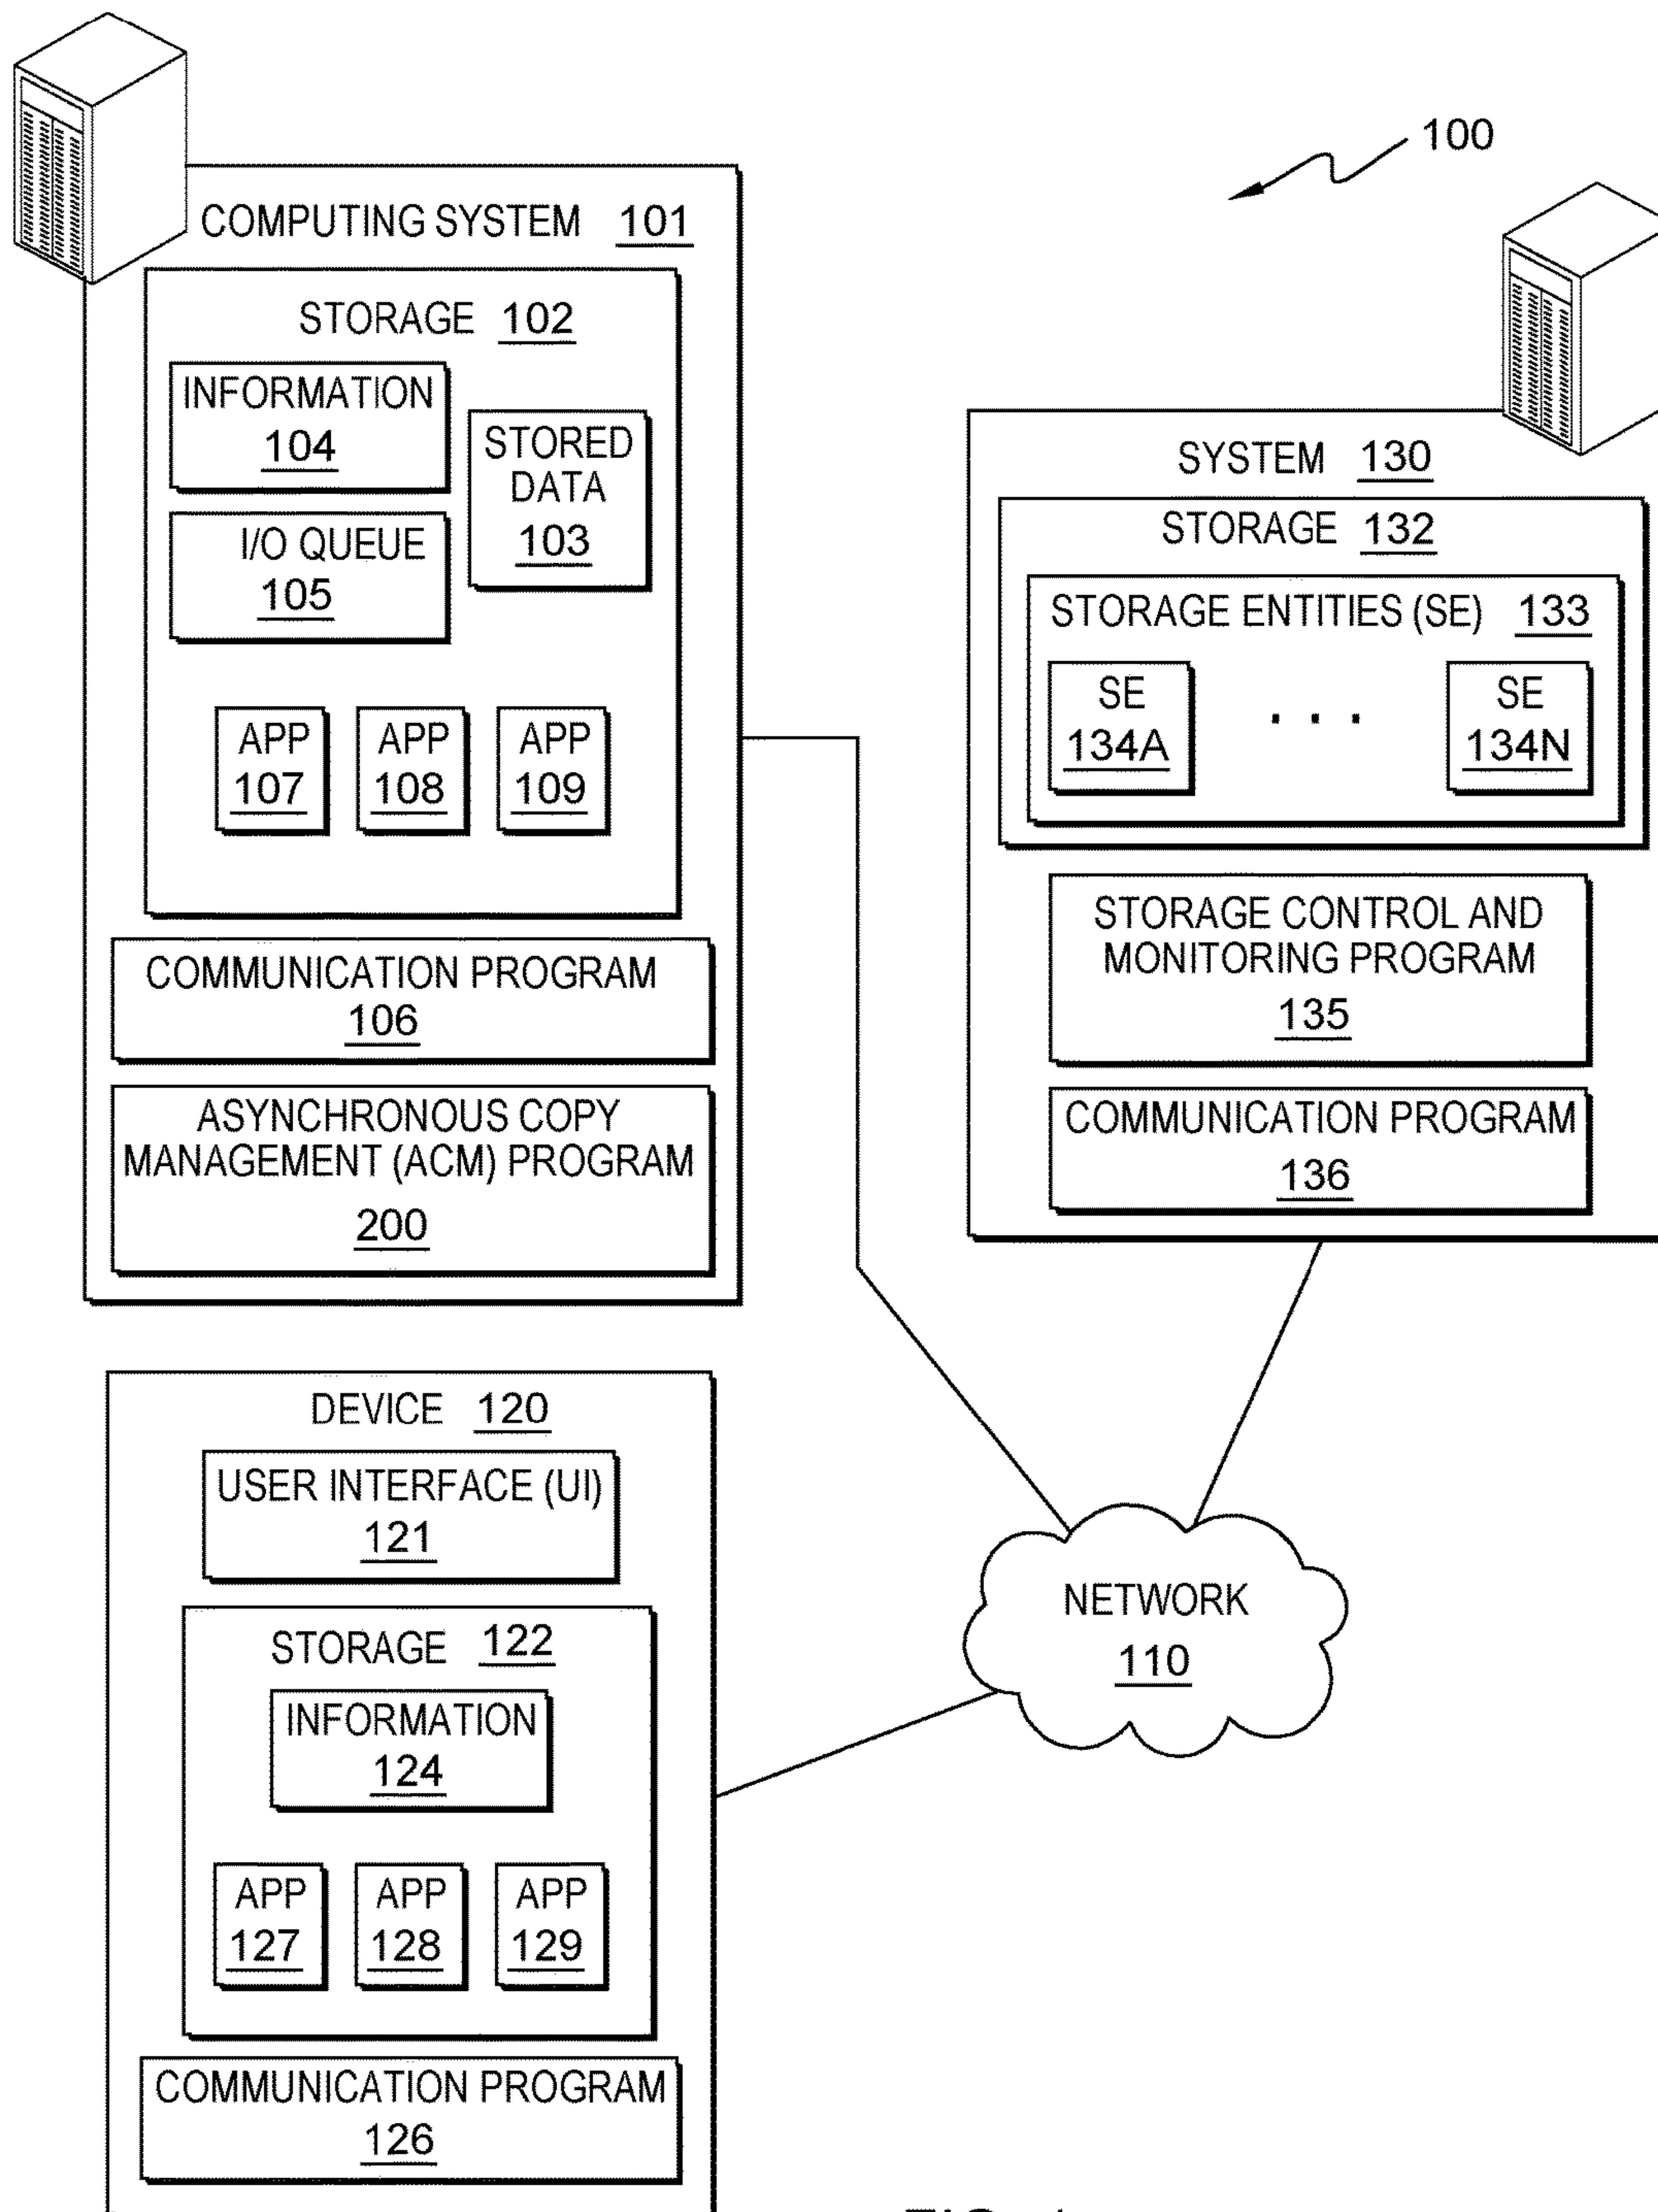 100
COMPUTING SYSTEM 101
STORAGE 102
INFORMATION
104
STORED
DATA
103
I/O QUEUE
105
APP
107
APP
108
APP
109
COMMUNICATION PROGRAM
106
ASYNCHRONOUS COPY
MANAGEMENT (ACM) PROGRAM
200
SYSTEM 130
STORAGE 132
STORAGE ENTITIES (SE) 133
SE
134A
. . .
SE
134N
STORAGE CONTROL AND
MONITORING PROGRAM
135
COMMUNICATION PROGRAM
136
DEVICE 120
USER INTERFACE (UI)
121
STORAGE 122
INFORMATION
124
APP
127
APP
128
APP
129
COMMUNICATION PROGRAM
126
NETWORK
110